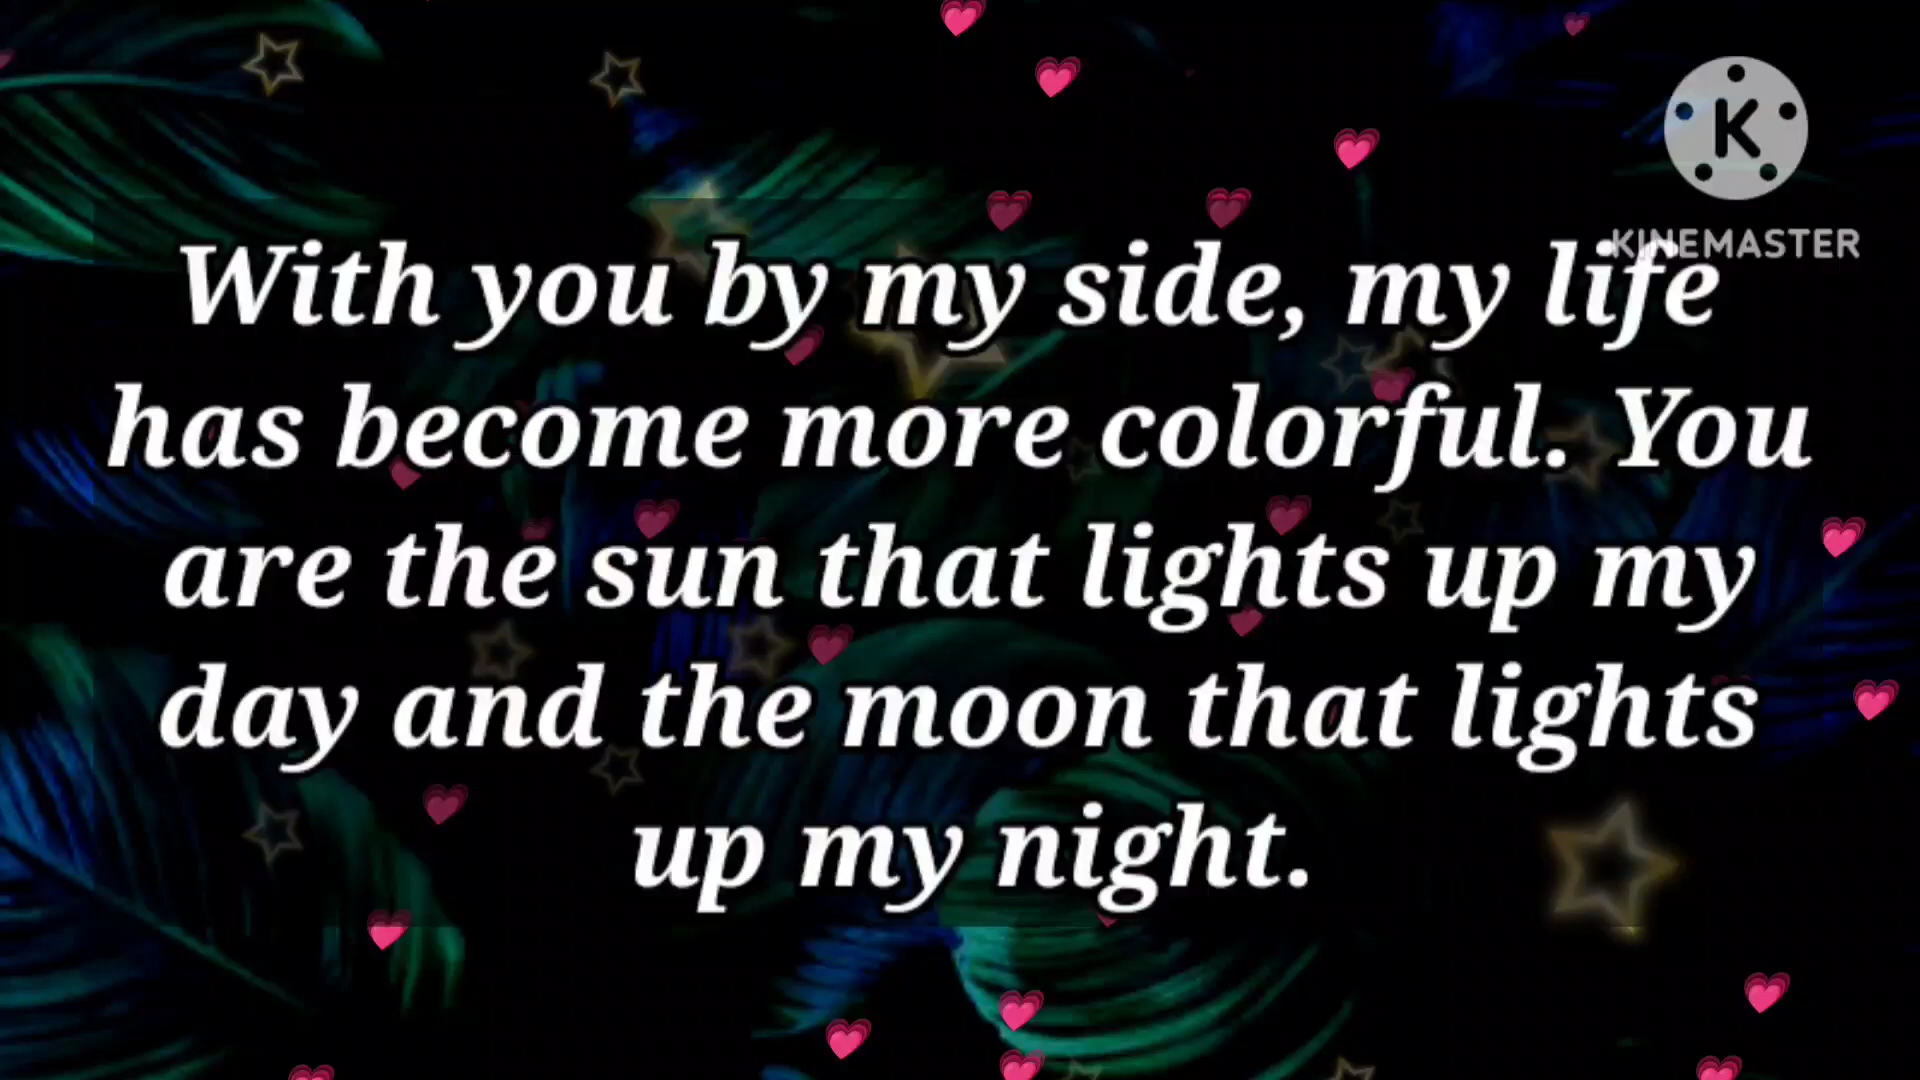 K
KINEMASTER
With you by my side, my life
has become more colorful. You
are the sun that lights up my
day and the moon that lights
up my night.